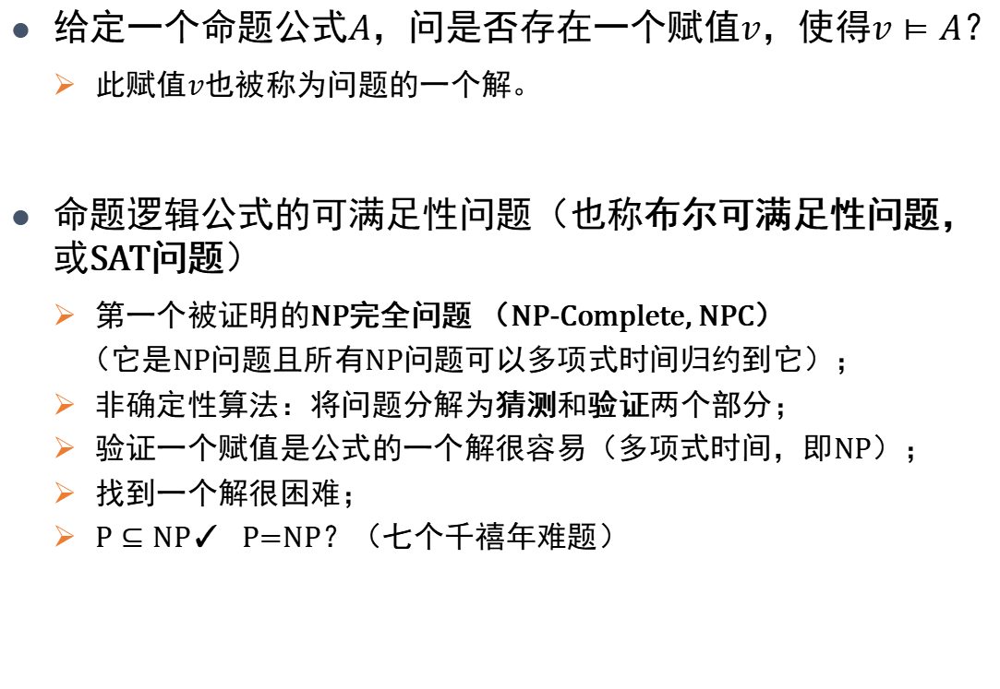 ● 给定一个命题公式A，问是否存在一个赋值v，使得v ⊨ A？
➢ 此赋值v也被称为问题的一个解。
● 命题逻辑公式的可满足性问题（也称布尔可满足性问题，
或SAT问题）
➢ 第一个被证明的NP完全问题 （NP-Complete, NPC）
（它是NP问题且所有NP问题可以多项式时间归约到它）；
➢ 非确定性算法：将问题分解为猜测和验证两个部分；
➢ 验证一个赋值是公式的一个解很容易（多项式时间，即NP）；
➢ 找到一个解很困难；
➢ P ⊆ NP✓ P=NP？（七个千禧年难题）